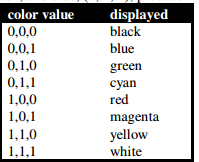 color value displayed
0,0,0 black
0,0,1 blue
0,1,0 green
0,1,1 cyan
1,0,0 red
1,0,1 magenta
1,1,0 yellow
1,1,1 white